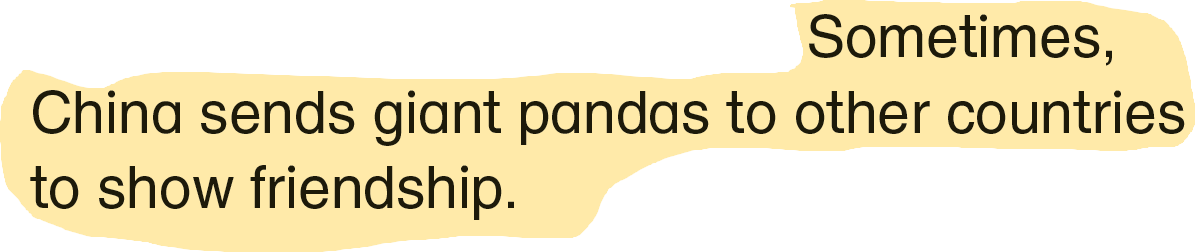 Sometimes,
China sends giant pandas to other countries
to show friendship.